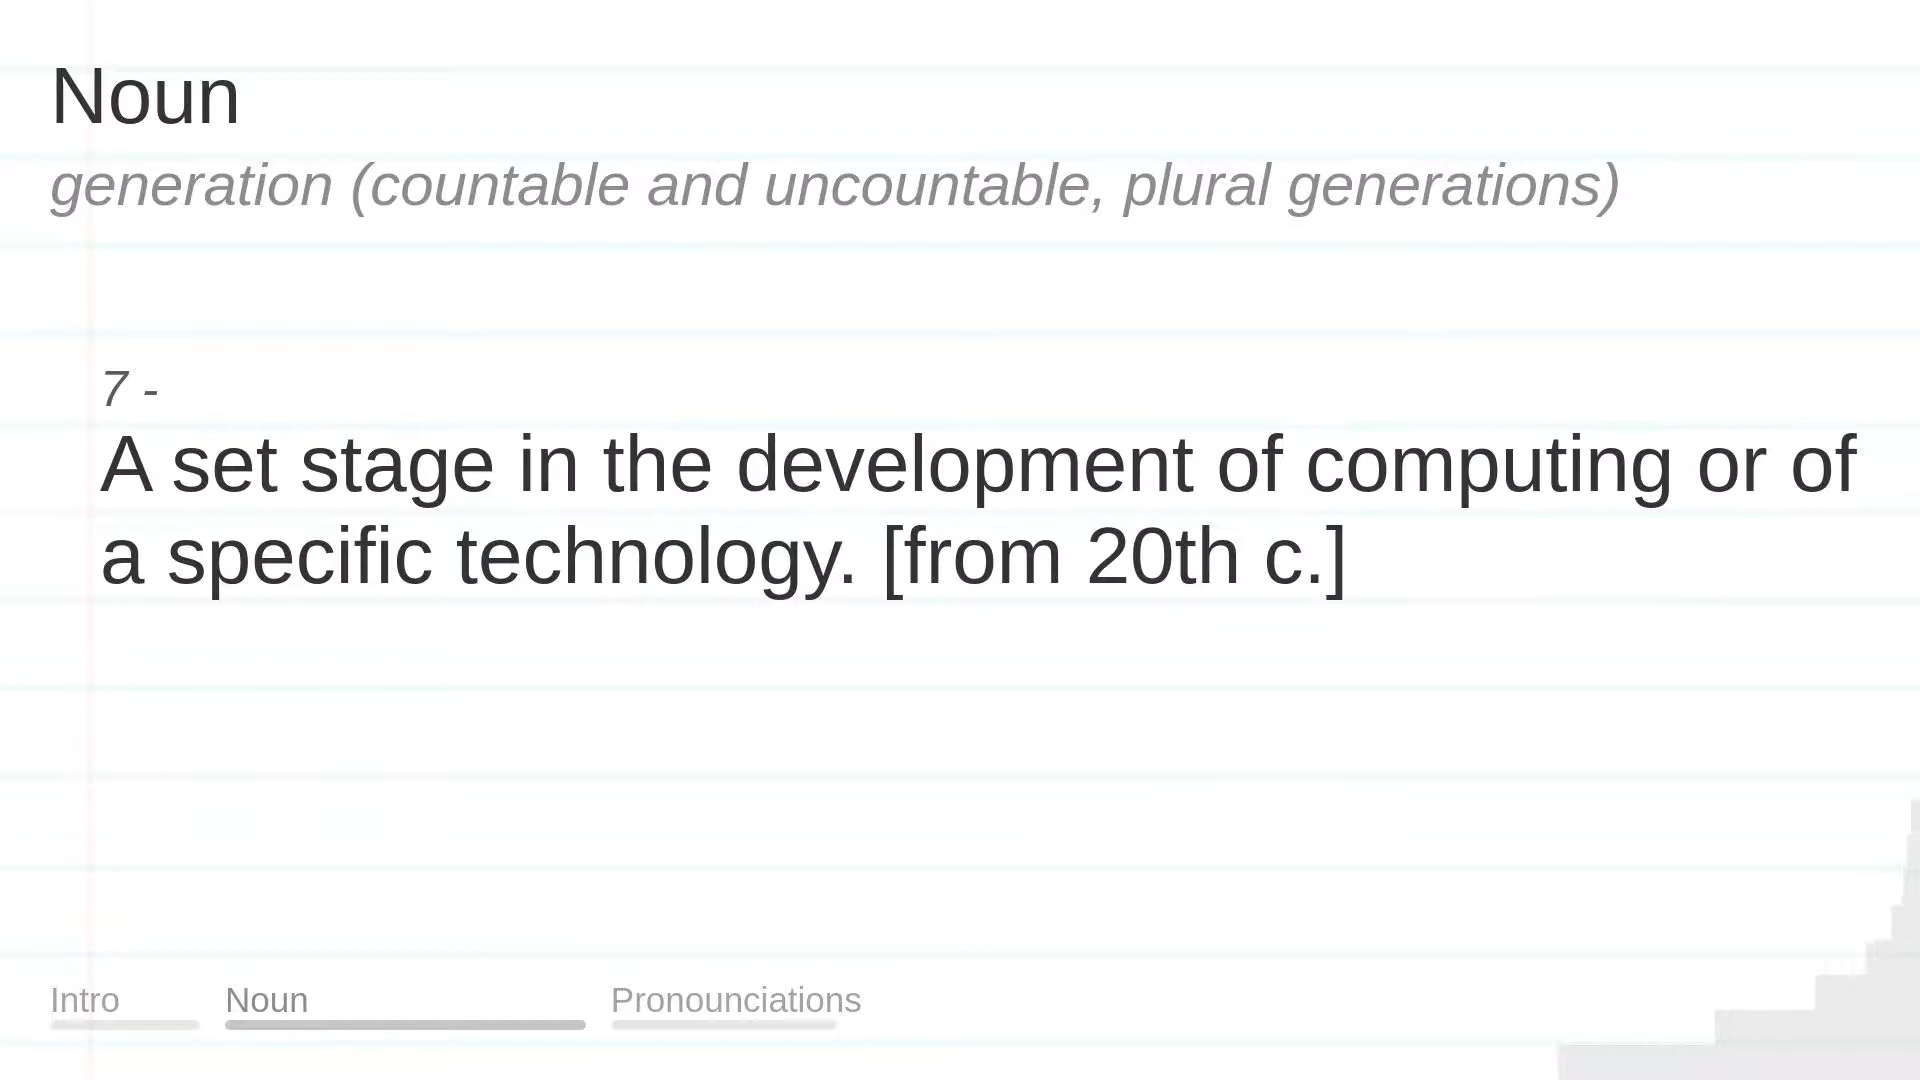 Noun
generation (countable and uncountable, plural generations)
7 -
A set stage in the development of computing or of
a specific technology. [from 20th c.]
Intro
Noun
Pronounciations